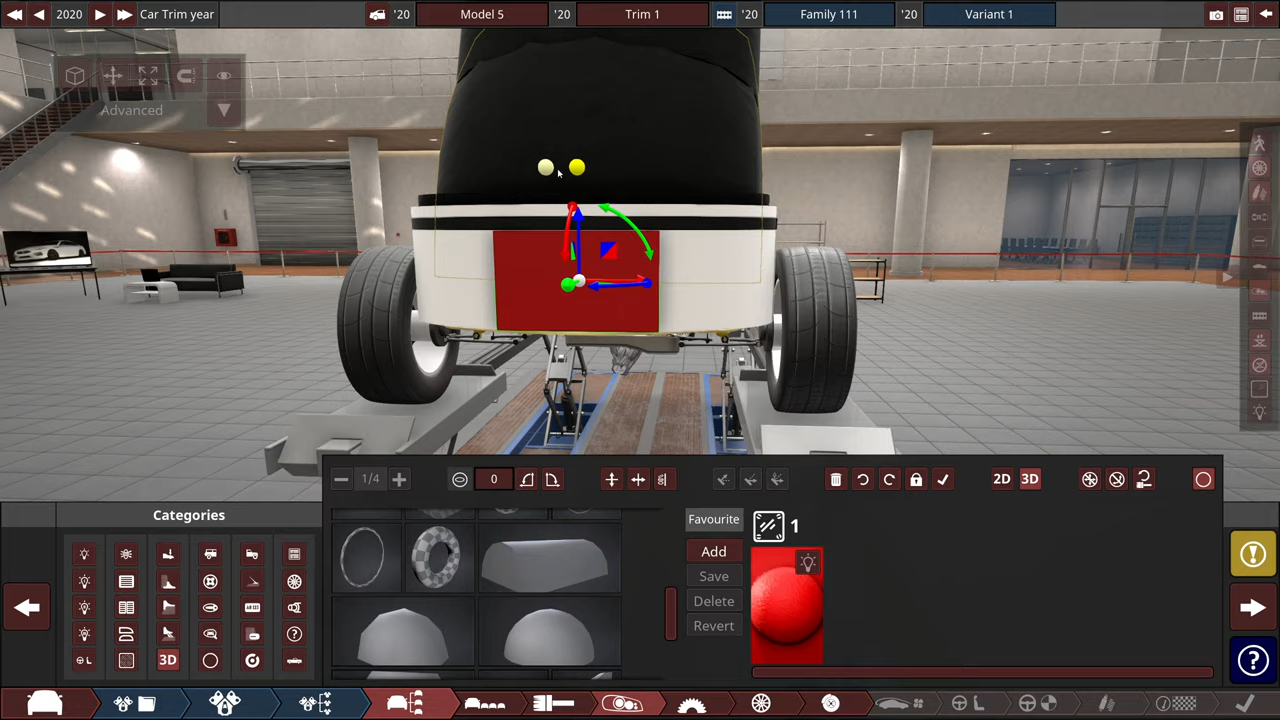 2020 Car Trim year '20 Model 5 '20 Trim 1 '20 Family 111 '20 Variant 1
Advanced
1/4 0 2D 3D
Categories
Favourite 1
Add
Save
Delete
Revert
L 3D